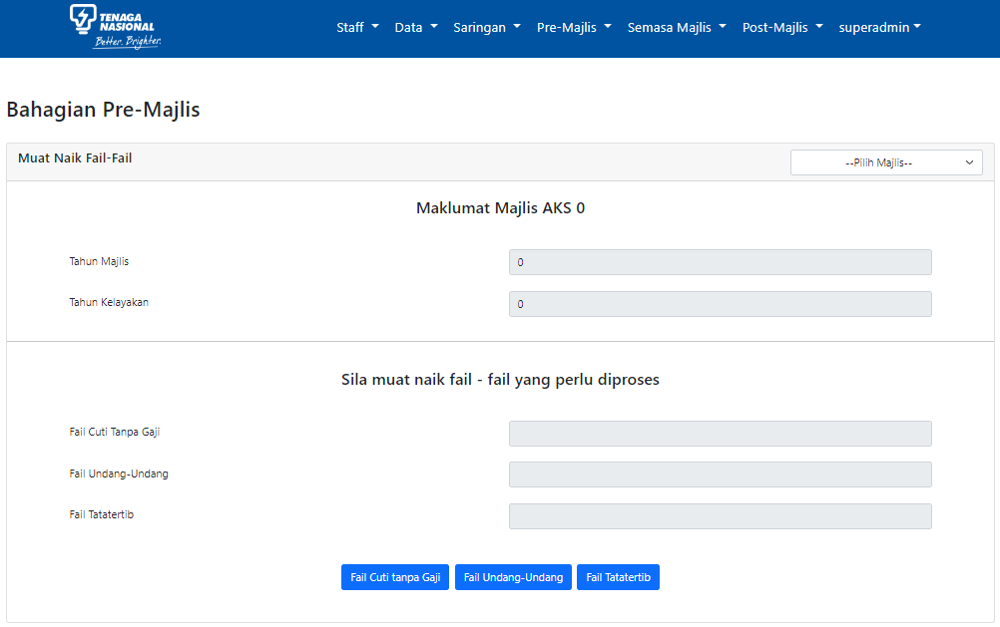 TENAGA
NASIONAL
Better. Brighter.
Staff Data Saringan Pre-Majlis Semasa Majlis Post-Majlis superadmin
Bahagian Pre-Majlis
Muat Naik Fail-Fail
--Pilih Majlis--
Maklumat Majlis AKS 0
Tahun Majlis 0
Tahun Kelayakan 0
Sila muat naik fail - fail yang perlu diproses
Fail Cuti Tanpa Gaji
Fail Undang-Undang
Fail Tatatertib
Fail Cuti tanpa Gaji Fail Undang-Undang Fail Tatatertib